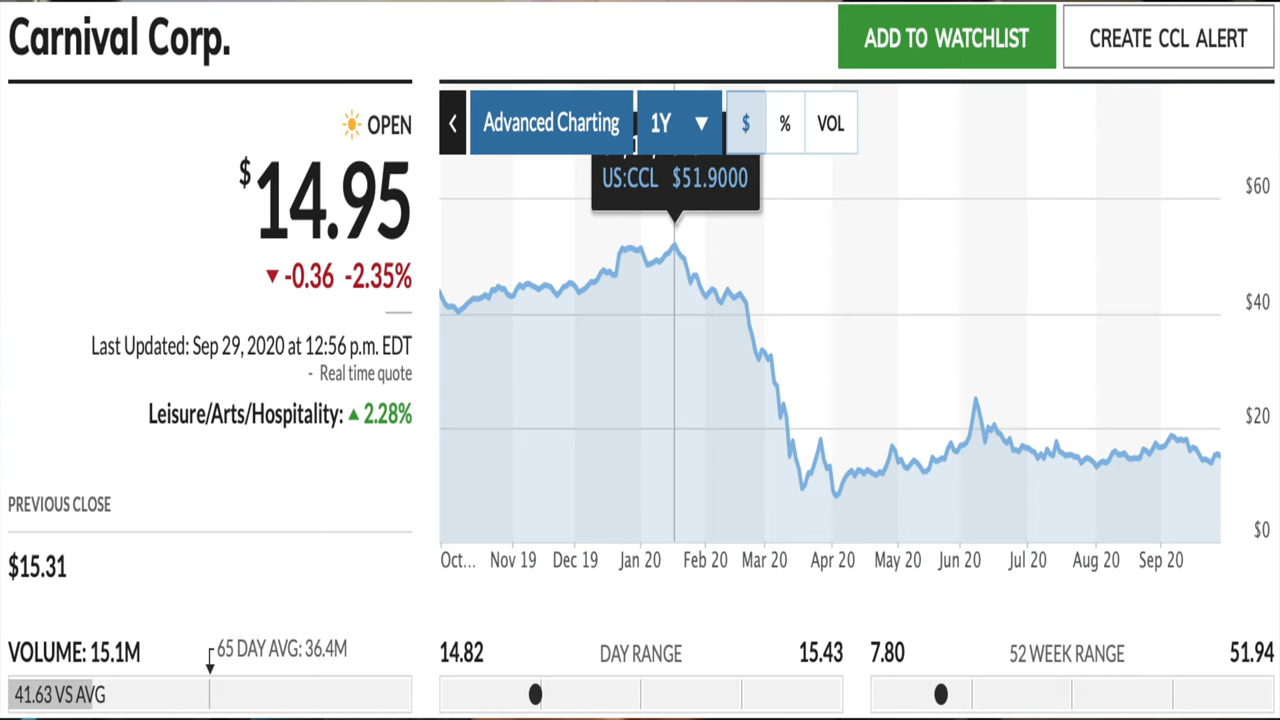 Carnival Corp.
ADD TO WATCHLIST
CREATE CCL ALERT
OPEN
$14.95
▼ -0.36 -2.35%
Last Updated: Sep 29, 2020 at 12:56 p.m. EDT
- Real time quote
Leisure/Arts/Hospitality: ▲ 2.28%
PREVIOUS CLOSE
$15.31
Advanced Charting
1Y ▼
$
%
VOL
US:CCL $51.9000
$60
$40
$20
$0
Oct... Nov 19 Dec 19 Jan 20 Feb 20 Mar 20 Apr 20 May 20 Jun 20 Jul 20 Aug 20 Sep 20
VOLUME: 15.1M
65 DAY AVG: 36.4M
41.63 VS AVG
14.82 DAY RANGE 15.43
7.80 52 WEEK RANGE 51.94